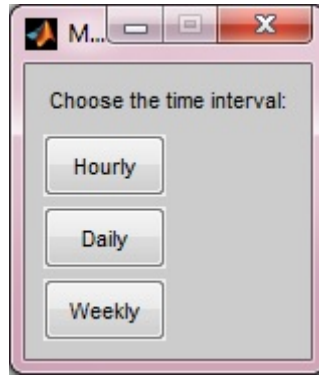 M...
Choose the time interval:
Hourly
Daily
Weekly